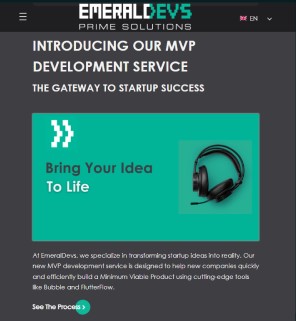 EMERALDEVS
PRIME SOLUTIONS
EN
INTRODUCING OUR MVP
DEVELOPMENT SERVICE
THE GATEWAY TO STARTUP SUCCESS
Bring Your Idea
To Life
At EmeralDevs, we specialize in transforming startup ideas into reality. Our
new MVP development service is designed to help new companies quickly
and efficiently build a Minimum Viable Product using cutting-edge tools
like Bubble and FlutterFlow.
See The Process